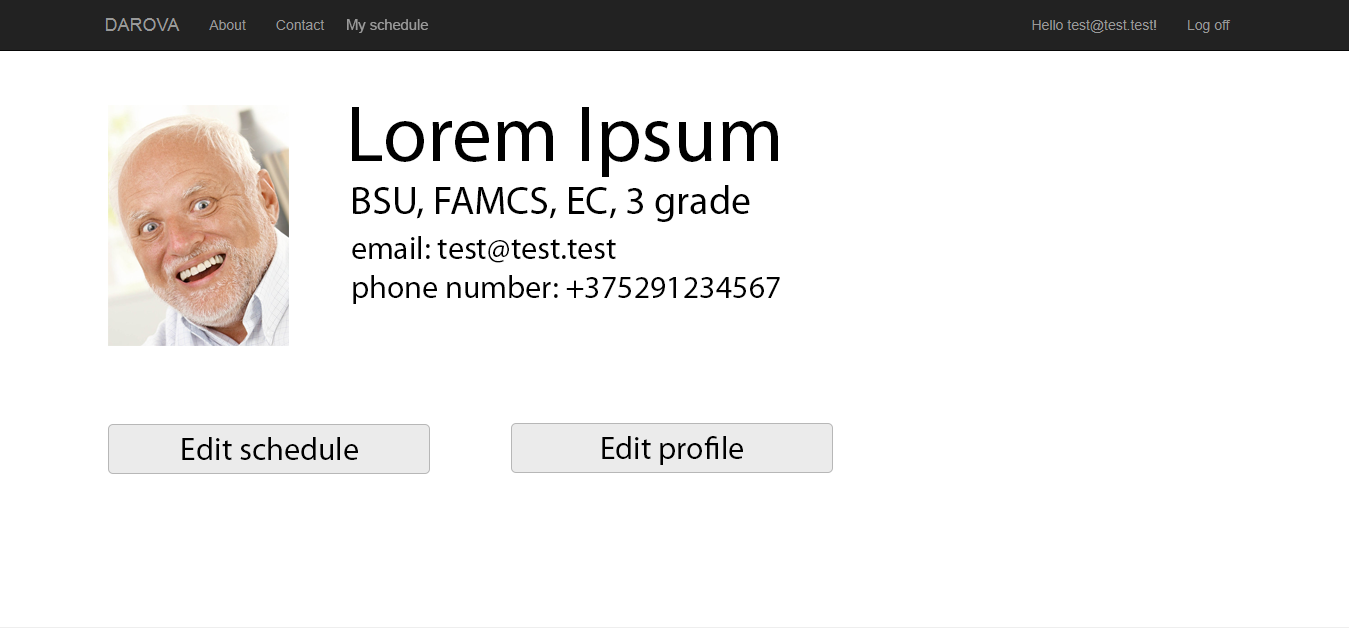 DAROVA About Contact My schedule Hello test@test.test! Log off
Lorem Ipsum
BSU, FAMCS, EC, 3 grade
email: test@test.test
phone number: +375291234567
Edit schedule Edit profile